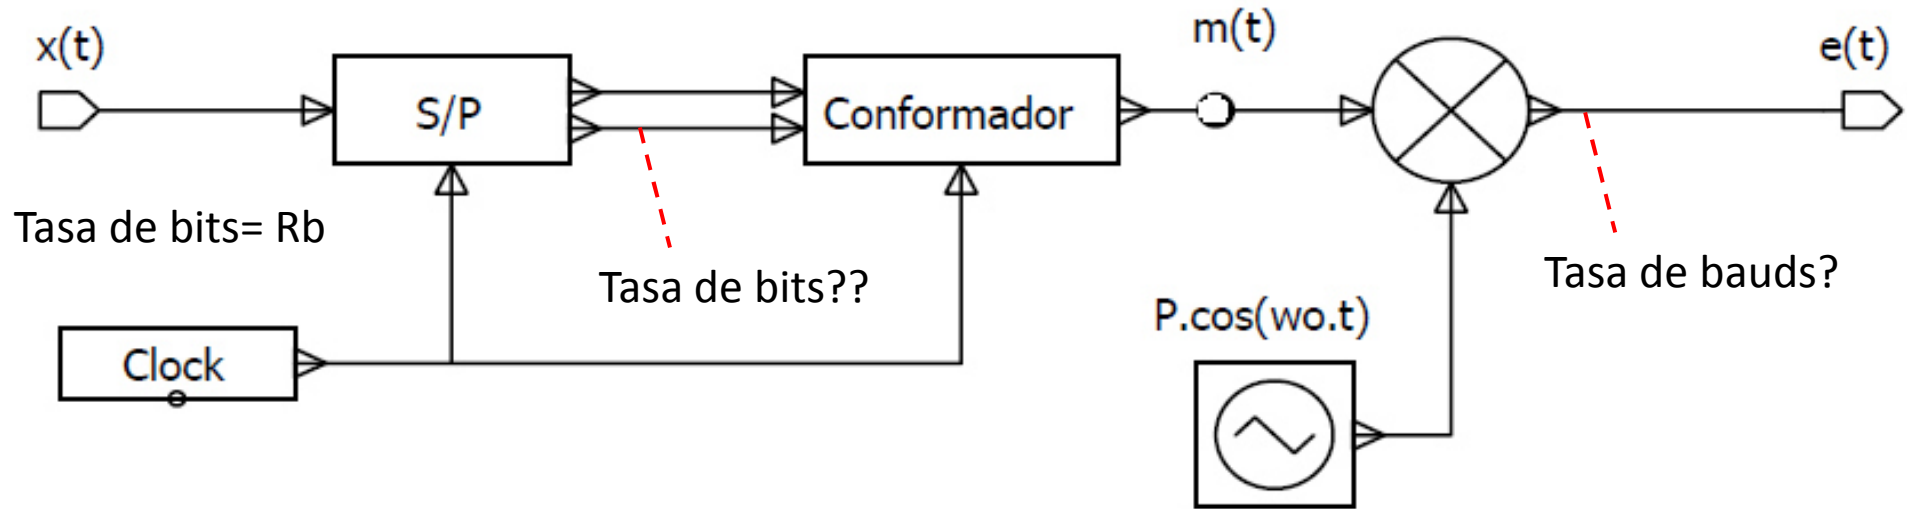 x(t)
S/P
Conformador
m(t)
e(t)
Tasa de bits= Rb
Tasa de bits??
Tasa de bauds?
P.cos(wo.t)
Clock